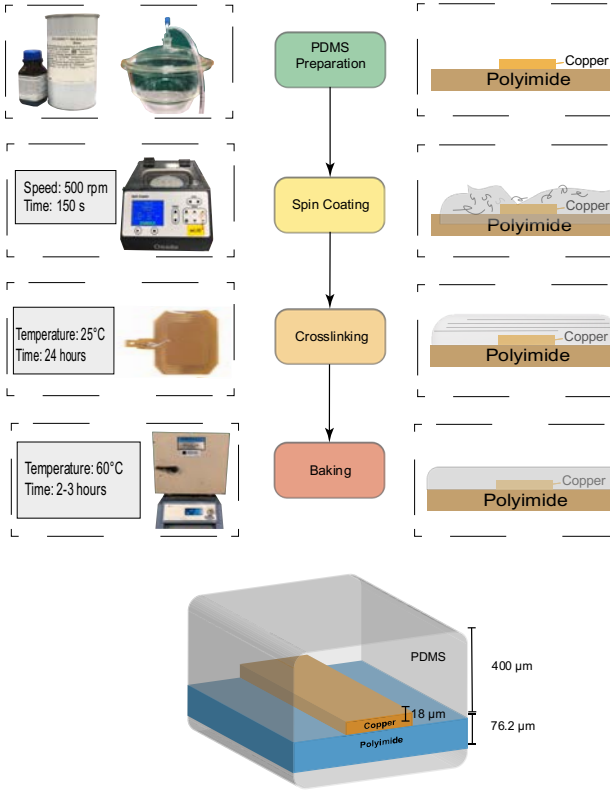 PDMS
Preparation
Copper
Polyimide
Speed: 500 rpm
Time: 150 s
Spin Coating
Copper
Polyimide
Temperature: 25°C
Time: 24 hours
Crosslinking
Copper
Polyimide
Temperature: 60°C
Time: 2-3 hours
Baking
Copper
Polyimide
PDMS
400 µm
18 µm
Copper
76.2 µm
Polyimide